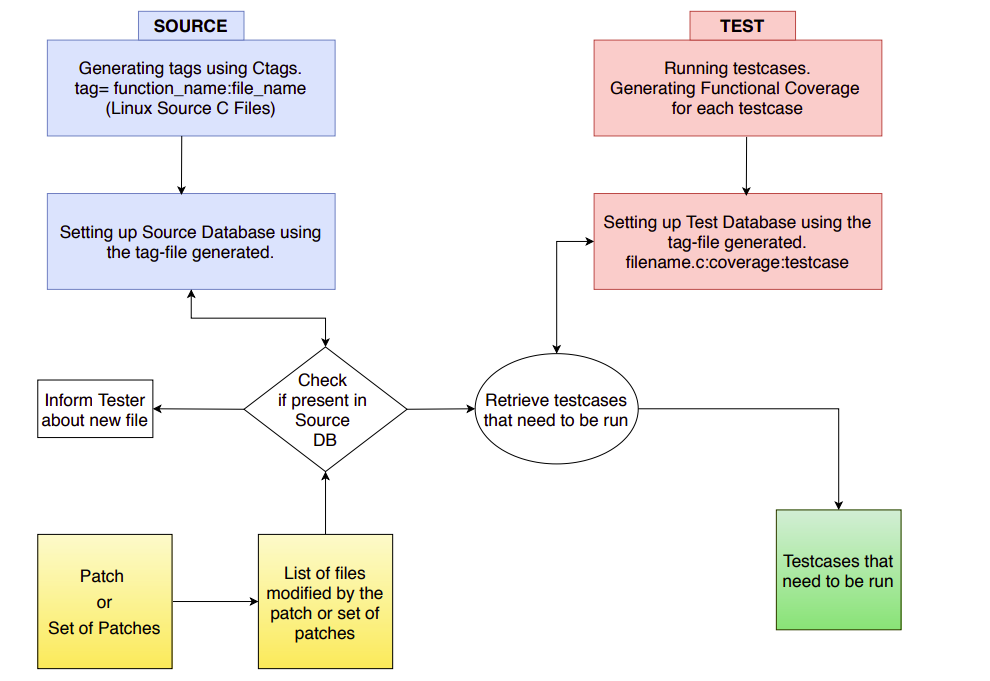 SOURCE
Generating tags using Ctags.
tag= function_name:file_name
(Linux Source C Files)
TEST
Running testcases.
Generating Functional Coverage
for each testcase
Setting up Source Database using
the tag-file generated.
Setting up Test Database using the
tag-file generated.
filename.c:coverage:testcase
Check
if present in
Source
DB
Inform Tester
about new file
Retrieve testcases
that need to be run
Patch
or
Set of Patches
List of files
modified by the
patch or set of
patches
Testcases that
need to be run